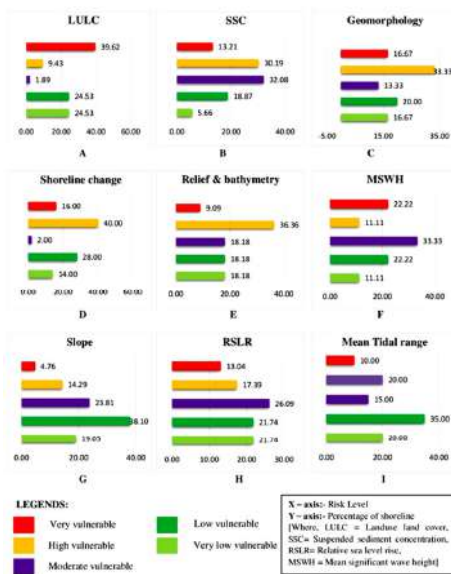 LULC
39.62
9.43
1.89
24.53
24.53
0.00 20.00 40.00 60.00
A
SSC
13.21
30.19
32.08
18.87
5.66
0.00 20.00 40.00
B
Geomorphology
16.67
33.33
13.33
20.00
16.67
-5.00 15.00 35.00
C
Shoreline change
16.00
40.00
2.00
28.00
14.00
0.00 20.00 40.00 60.00
D
Relief & bathymetry
9.09
36.36
18.18
18.18
18.18
0.00 20.00 40.00
E
MSWH
22.22
11.11
33.33
22.22
11.11
0.00 20.00 40.00
F
Slope
4.76
14.29
23.81
38.10
19.05
0.00 20.00 40.00
G
RSLR
13.04
17.39
26.09
21.74
21.74
0.00 10.00 20.00 30.00
H
Mean Tidal range
10.00
20.00
15.00
35.00
20.00
0.00 20.00 40.00
I
LEGENDS:
Very vulnerable
High vulnerable
Moderate vulnerable
Low vulnerable
Very low vulnerable
X – axis:- Risk Level
Y – axis:- Percentage of shoreline
[Where, LULC = Landuse land cover,
SSC= Suspended sediment concentration,
RSLR= Relative sea level rise,
MSWH = Mean significant wave height]